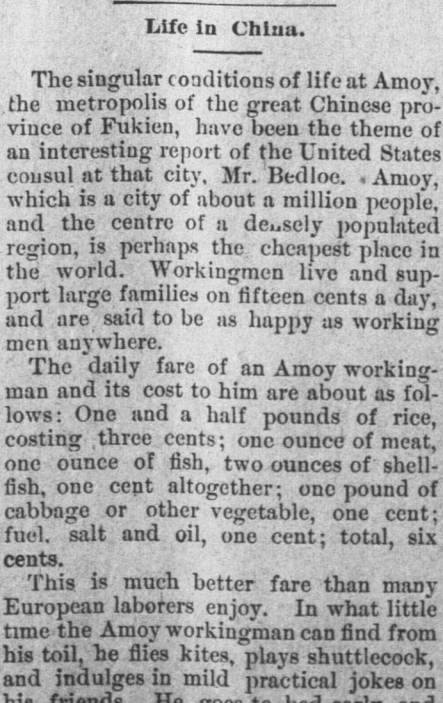 Life in China.
The singular conditions of life at Amoy,
the metropolis of the great Chinese pro-
vince of Fukien, have been the theme of
an interesting report of the United States
consul at that city, Mr. Bedloe. Amoy,
which is a city of about a million people,
and the centre of a densely populated
region, is perhaps the cheapest place in
the world. Workingmen live and sup-
port large families on fifteen cents a day,
and are said to be as happy as working
men anywhere.
The daily fare of an Amoy working-
man and its cost to him are about as fol-
lows: One and a half pounds of rice,
costing three cents; one ounce of meat,
one ounce of fish, two ounces of shell-
fish, one cent altogether; one pound of
cabbage or other vegetable, one cent;
fuel, salt and oil, one cent; total, six
cents.
This is much better fare than many
European laborers enjoy. In what little
time the Amoy workingman can find from
his toil, he flies kites, plays shuttlecock,
and indulges in mild practical jokes on
his friends. He goes to bed early and